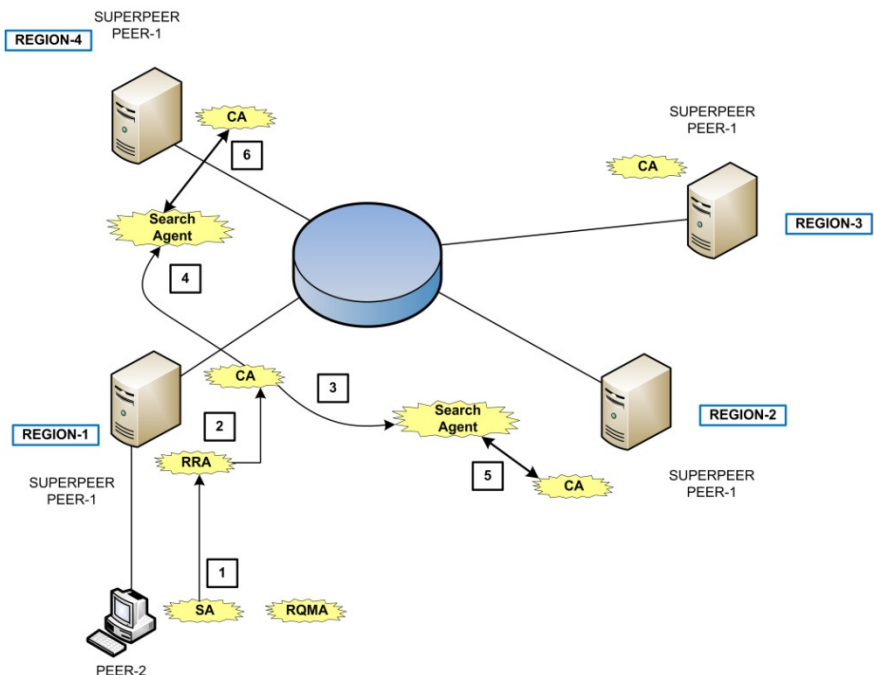 SUPERPEER
PEER-1
REGION-4
CA
6
SUPERPEER
PEER-1
CA
REGION-3
Search
Agent
4
CA
3
REGION-1
2
Search
Agent
REGION-2
RRA
5
CA
SUPERPEER
PEER-1
SUPERPEER
PEER-1
1
SA
RQMA
PEER-2